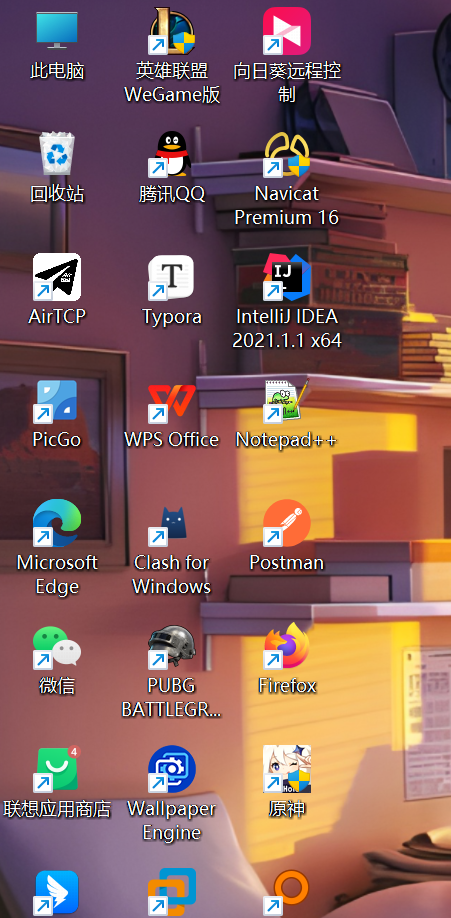 此电脑
英雄联盟
WeGame版
向日葵远程控
制
回收站
腾讯QQ
Navicat
Premium 16
AirTCP
T
Typora
IJ
IntelliJ IDEA
2021.1.1 x64
PicGo
WPS Office
Notepad++
Microsoft
Edge
Clash for
Windows
Postman
微信
PUBG
BATTLEGR...
Firefox
4
联想应用商店
Wallpaper
Engine
原神